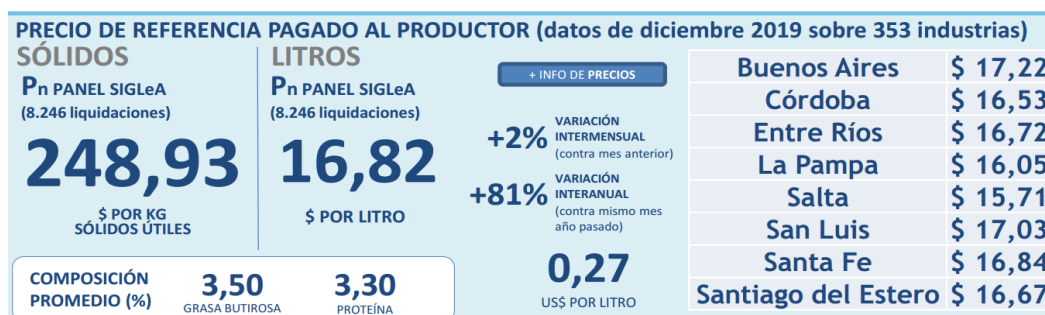 PRECIO DE REFERENCIA PAGADO AL PRODUCTOR (datos de diciembre 2019 sobre 353 industrias)
SÓLIDOS
Pn PANEL SIGLeA
(8.246 liquidaciones)
248,93
$ POR KG
SÓLIDOS ÚTILES
LITROS
Pn PANEL SIGLeA
(8.246 liquidaciones)
16,82
$ POR LITRO
COMPOSICIÓN
PROMEDIO (%)
3,50
GRASA BUTIROSA
3,30
PROTEÍNA
+ INFO DE PRECIOS
+2%
VARIACIÓN
INTERMENSUAL
(contra mes anterior)
+81%
VARIACIÓN
INTERANUAL
(contra mismo mes
año pasado)
0,27
US$ POR LITRO
Buenos Aires $ 17,22
Córdoba $ 16,53
Entre Ríos $ 16,72
La Pampa $ 16,05
Salta $ 15,71
San Luis $ 17,03
Santa Fe $ 16,84
Santiago del Estero $ 16,67